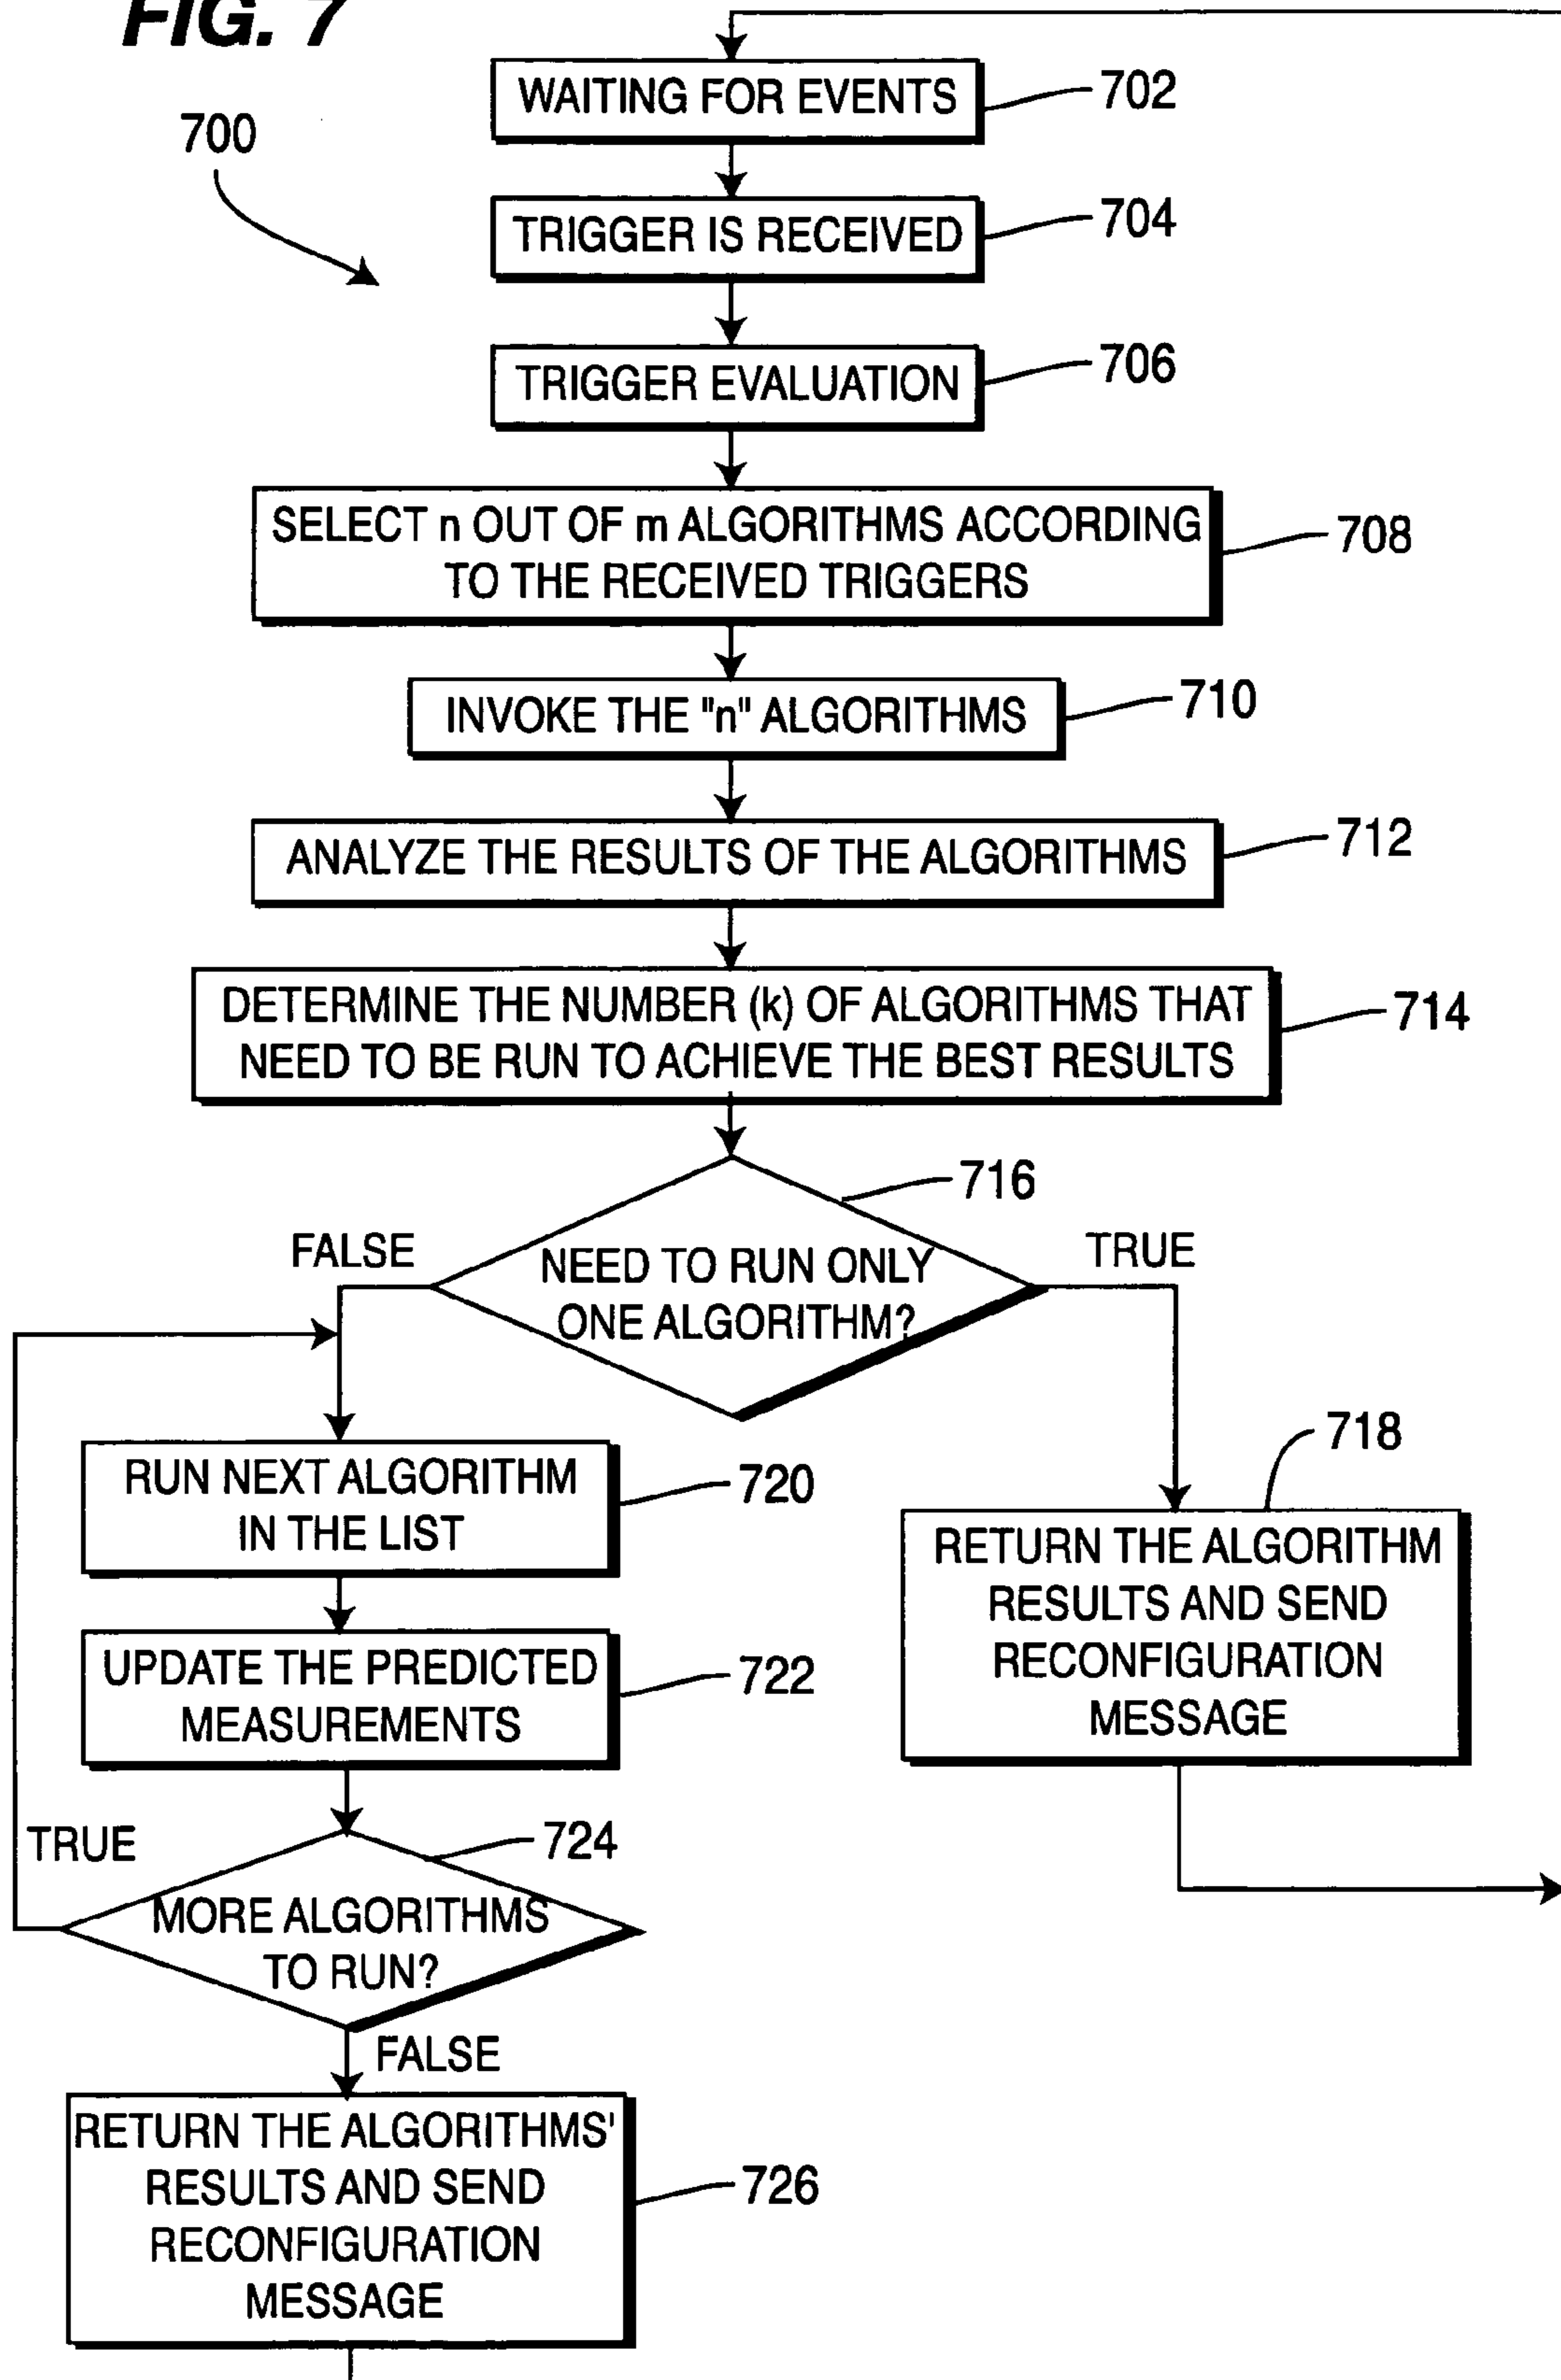 FIG. 7
700
WAITING FOR EVENTS
702
TRIGGER IS RECEIVED
704
TRIGGER EVALUATION
706
SELECT n OUT OF m ALGORITHMS ACCORDING
TO THE RECEIVED TRIGGERS
708
INVOKE THE "n" ALGORITHMS
710
ANALYZE THE RESULTS OF THE ALGORITHMS
712
DETERMINE THE NUMBER (k) OF ALGORITHMS THAT
NEED TO BE RUN TO ACHIEVE THE BEST RESULTS
714
716
FALSE
NEED TO RUN ONLY
ONE ALGORITHM?
TRUE
RUN NEXT ALGORITHM
IN THE LIST
720
718
RETURN THE ALGORITHM
RESULTS AND SEND
RECONFIGURATION
MESSAGE
UPDATE THE PREDICTED
MEASUREMENTS
722
TRUE
724
MORE ALGORITHMS
TO RUN?
FALSE
RETURN THE ALGORITHMS'
RESULTS AND SEND
RECONFIGURATION
MESSAGE
726